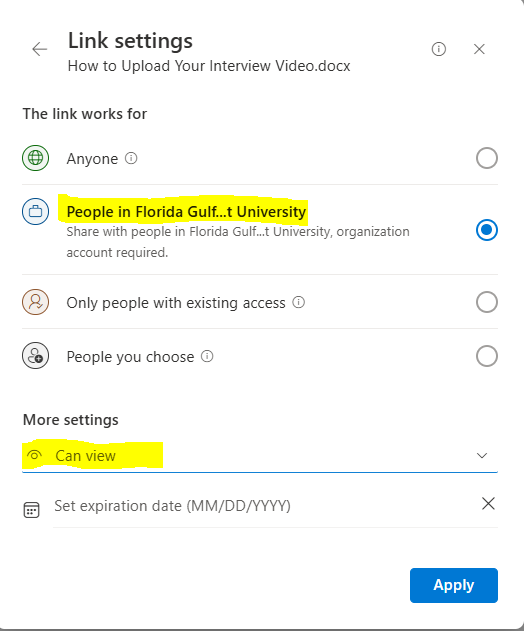 Link settings
How to Upload Your Interview Video.docx
The link works for
Anyone
People in Florida Gulf...t University
Share with people in Florida Gulf...t University, organization
account required.
Only people with existing access
People you choose
More settings
Can view
Set expiration date (MM/DD/YYYY)
Apply